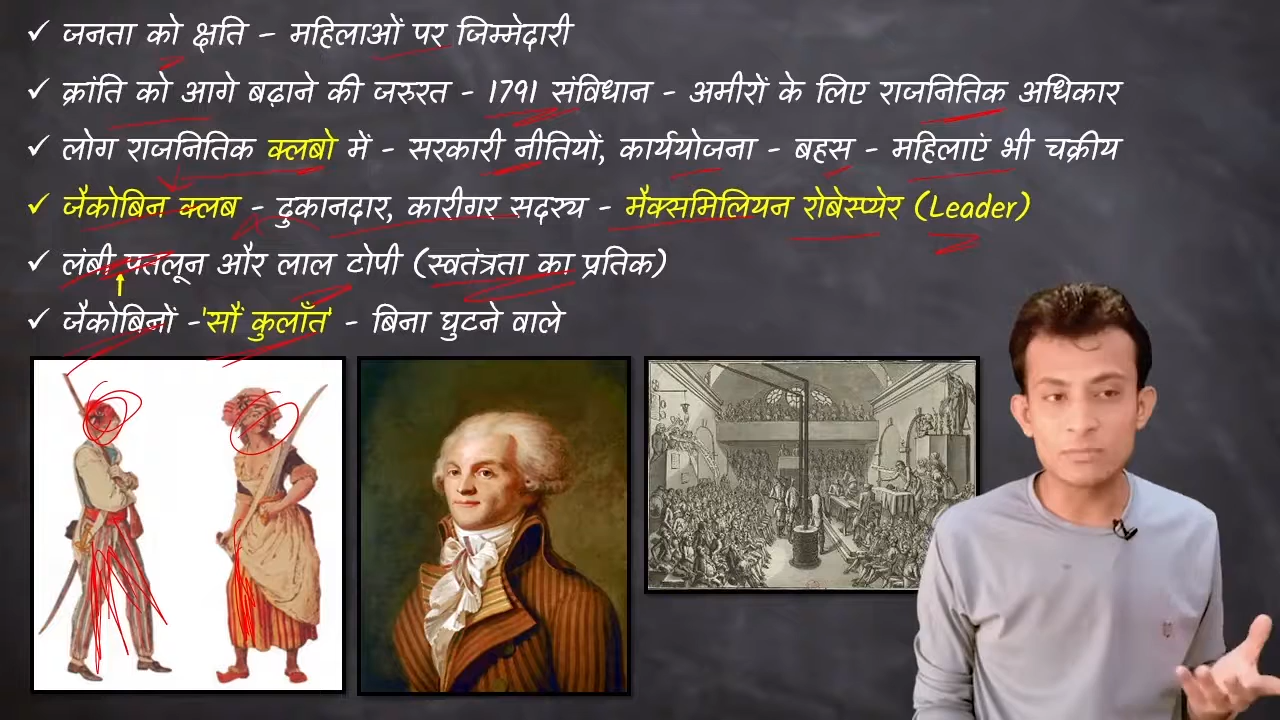 ✓ जनता को क्षति – महिलाओं पर जिम्मेदारी
✓ क्रांति को आगे बढ़ाने की जरुरत - 1791 संविधान - अमीरों के लिए राजनितिक अधिकार
✓ लोग राजनितिक क्लबो में - सरकारी नीतियों, कार्ययोजना - बहस - महिलाएं भी चक्रीय
✓ जैकोबिन क्लब - दुकानदार, कारीगर सदस्य - मैक्समिलियन रोबेस्प्येर (Leader)
✓ लंबी पतलून और लाल टोपी (स्वतंत्रता का प्रतिक)
✓ जैकोबिनों -'सौं कुलाँत' - बिना घुटने वाले